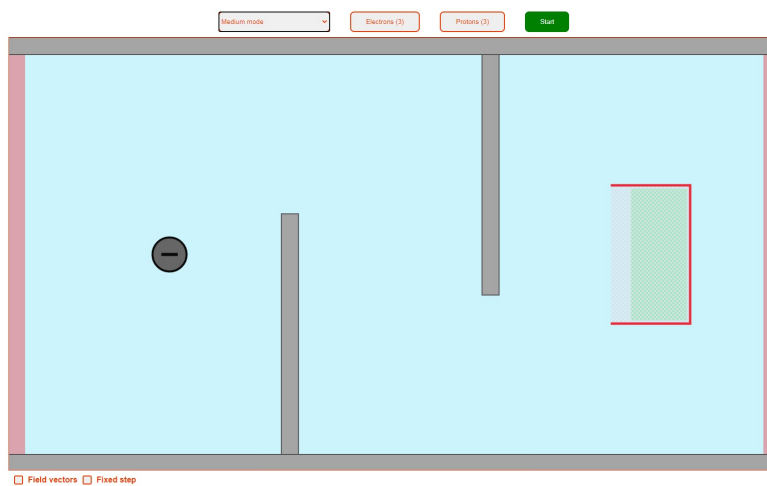 Medium mode
Electrons (3)
Protons (3)
Start
Field vectors
Fixed step